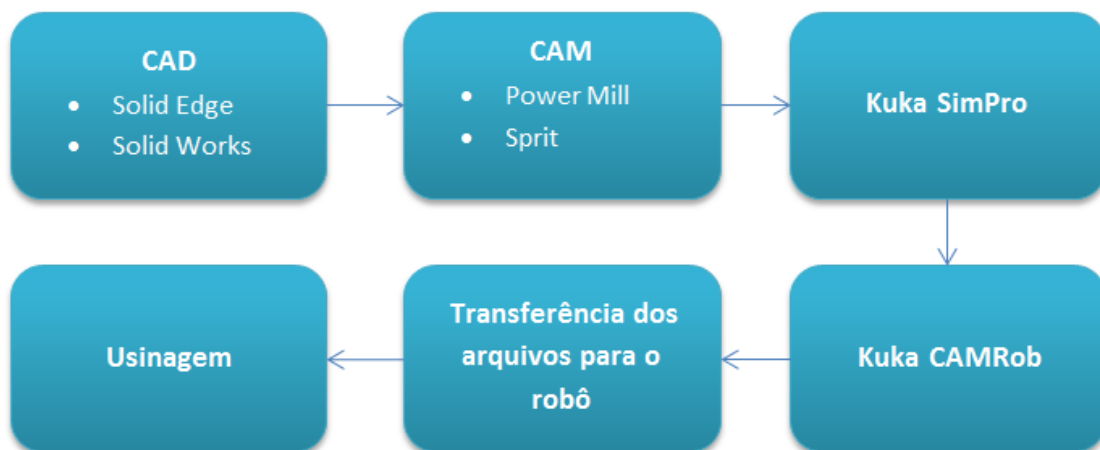 CAD
• Solid Edge
• Solid Works
CAM
• Power Mill
• Sprit
Kuka SimPro
Kuka CAMRob
Transferência dos
arquivos para o
robô
Usinagem